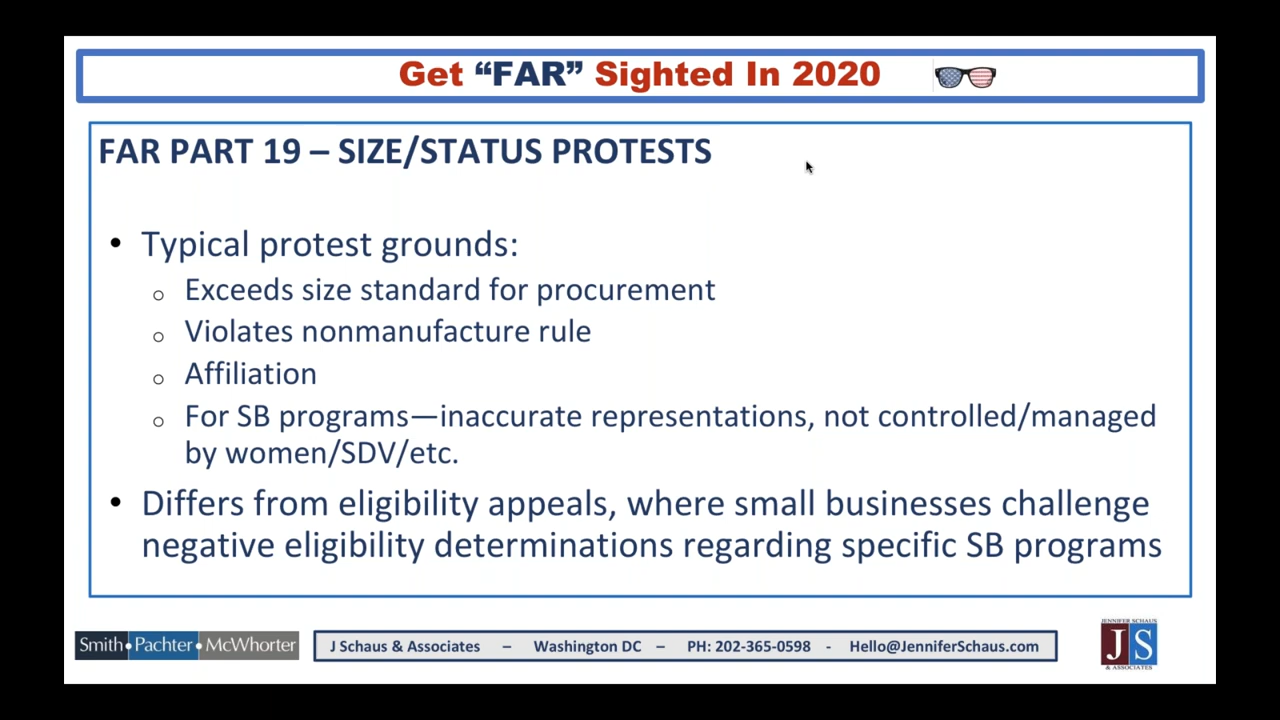 Get “FAR” Sighted In 2020
FAR PART 19 – SIZE/STATUS PROTESTS
• Typical protest grounds:
o Exceeds size standard for procurement
o Violates nonmanufacture rule
o Affiliation
o For SB programs—inaccurate representations, not controlled/managed
by women/SDV/etc.
• Differs from eligibility appeals, where small businesses challenge
negative eligibility determinations regarding specific SB programs
Smith•Pachter•McWhorter
J Schaus & Associates – Washington DC – PH: 202-365-0598 - Hello@JenniferSchaus.com
JENNIFER SCHAUS
JS
& ASSOCIATES